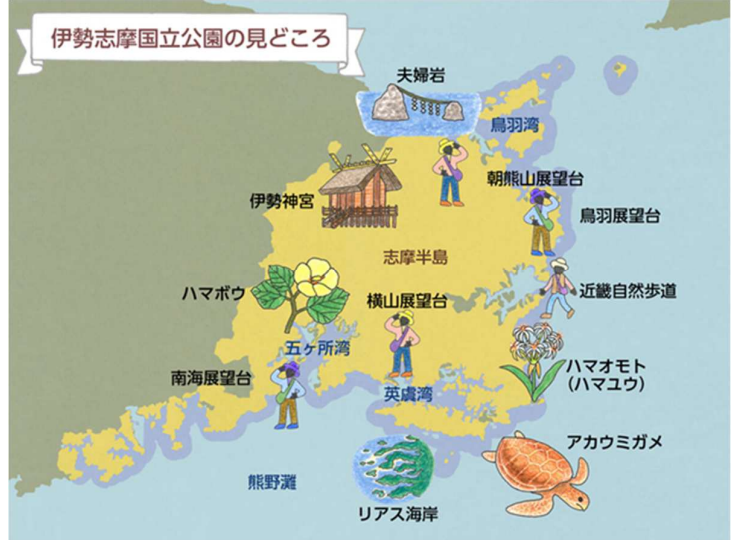 伊勢志摩国立公園の見どころ
夫婦岩
鳥羽湾
朝熊山展望台
伊勢神宮
鳥羽展望台
志摩半島
ハマボウ
近畿自然歩道
横山展望台
五ヶ所湾
南海展望台
英虞湾
ハマオモト
（ハマユウ）
アカウミガメ
熊野灘
リアス海岸